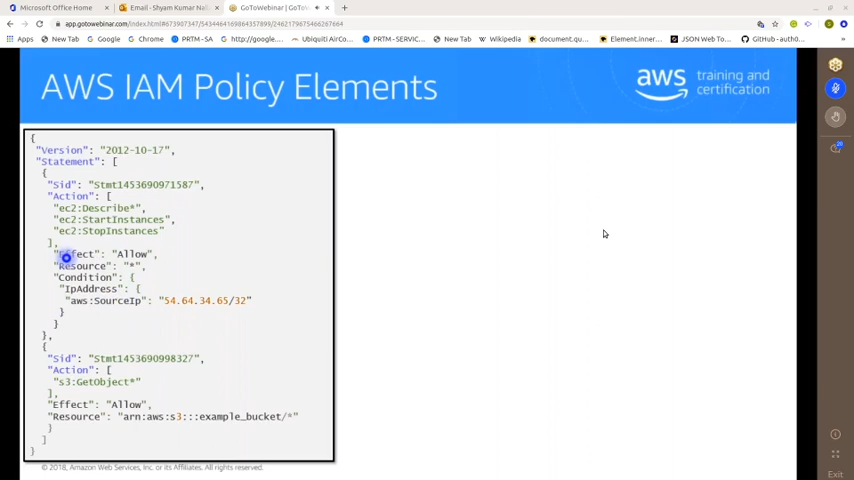 Microsoft Office Home
Email - Shyam Kumar Nai
GoToWebinar | GoTo
app.gotowebinar.com/index.html#673907347/5434464169864357899/2462179675466267664
Apps
New Tab
Google
Chrome
PRTM -SA
http://google....
Ubiquiti AirCo...
PRTM -SERVIC...
New Tab
Wikipedia
document.qu...
Element.inner...
JSON Web To...
GitHub - auth0...
AWS IAM Policy Elements
aws training and certification
{
"Version": "2012-10-17",
"Statement": [
{
"Sid": "Stmt1453690971587",
"Action": [
"ec2:Describe*",
"ec2:StartInstances",
"ec2:StopInstances"
],
"Effect": "Allow",
"Resource": "*",
"Condition": {
"IpAddress": {
"aws:SourceIp": "54.64.34.65/32"
}
}
},
{
"Sid": "Stmt1453690998327",
"Action": [
"s3:GetObject*"
],
"Effect": "Allow",
"Resource": "arn:aws:s3:::example_bucket/*"
}
]
}
© 2018, Amazon Web Services, Inc. or its Affiliates. All rights reserved.
Exit